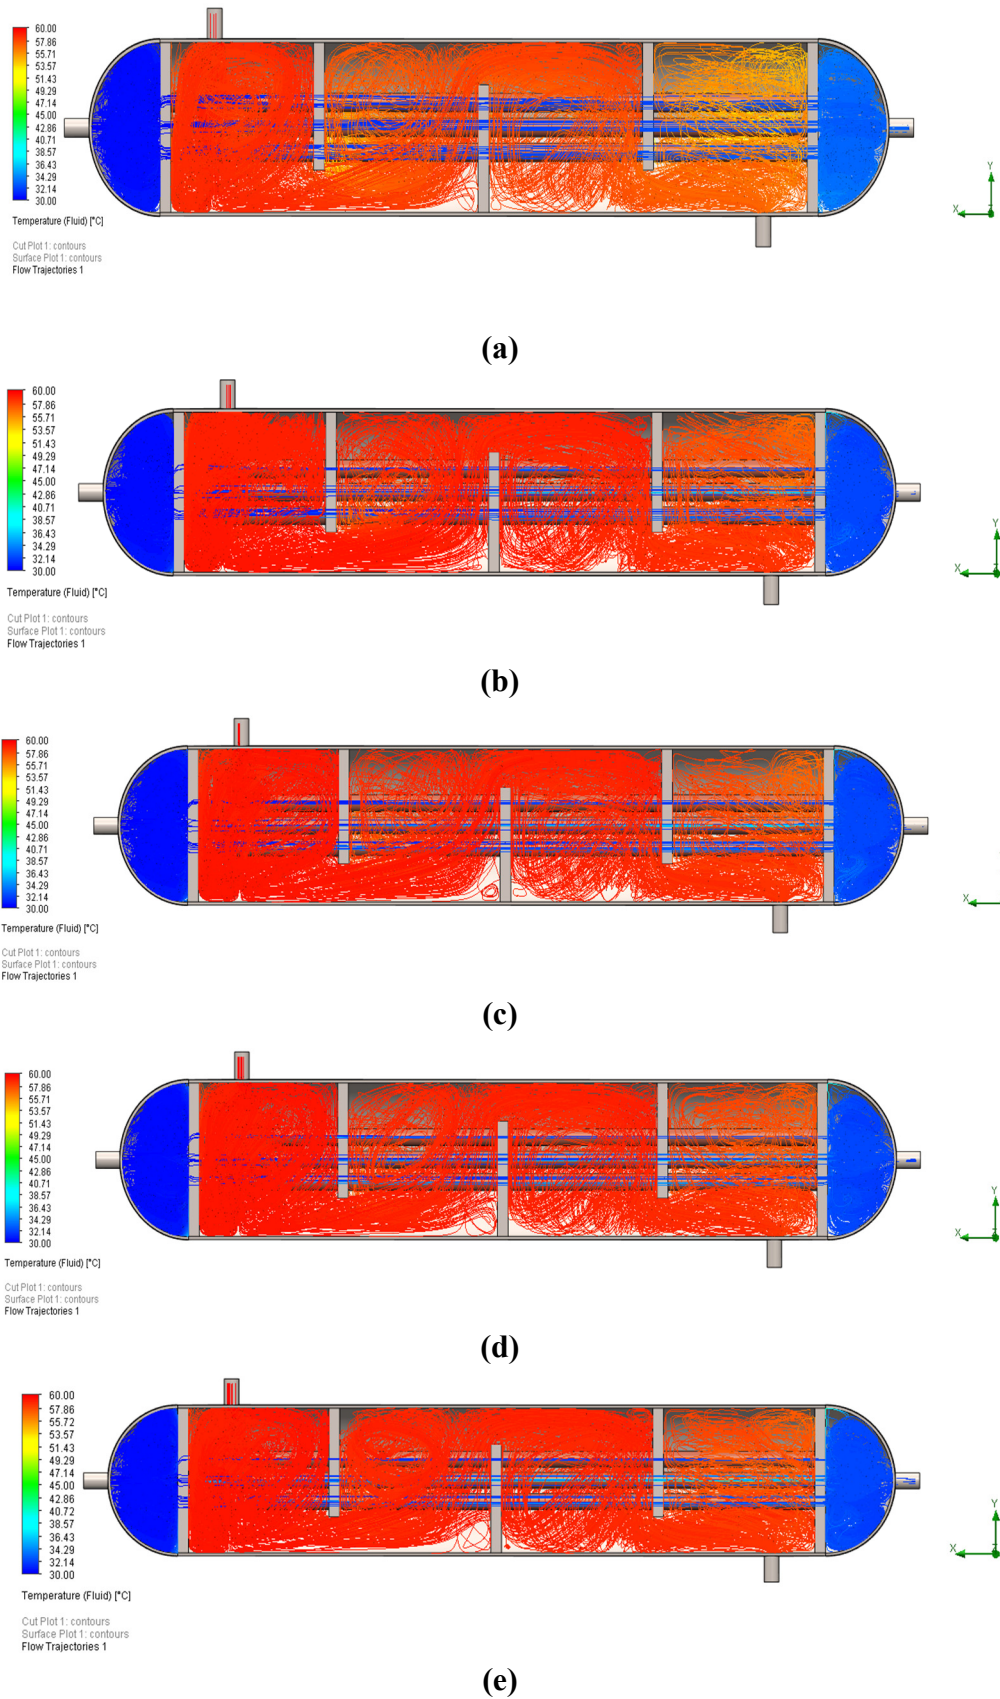 60.00
57.86
55.71
53.57
51.43
49.29
47.14
45.00
42.86
40.71
38.57
36.43
34.29
32.14
30.00
Temperature (Fluid) [°C]
Cut Plot 1: contours
Surface Plot 1: contours
Flow Trajectories 1
Y
X
(a)
60.00
57.86
55.71
53.57
51.43
49.29
47.14
45.00
42.86
40.71
38.57
36.43
34.29
32.14
30.00
Temperature (Fluid) [°C]
Cut Plot 1: contours
Surface Plot 1: contours
Flow Trajectories 1
Y
X
(b)
60.00
57.86
55.71
53.57
51.43
49.29
47.14
45.00
42.86
40.71
38.57
36.43
34.29
32.14
30.00
Temperature (Fluid) [°C]
Cut Plot 1: contours
Surface Plot 1: contours
Flow Trajectories 1
X
(c)
60.00
57.86
55.71
53.57
51.43
49.29
47.14
45.00
42.86
40.71
38.57
36.43
34.29
32.14
30.00
Temperature (Fluid) [°C]
Cut Plot 1: contours
Surface Plot 1: contours
Flow Trajectories 1
Y
X
(d)
60.00
57.86
55.72
53.57
51.43
49.29
47.14
45.00
42.86
40.72
38.57
36.43
34.29
32.14
30.00
Temperature (Fluid) [°C]
Cut Plot 1: contours
Surface Plot 1: contours
Flow Trajectories 1
Y
X
(e)